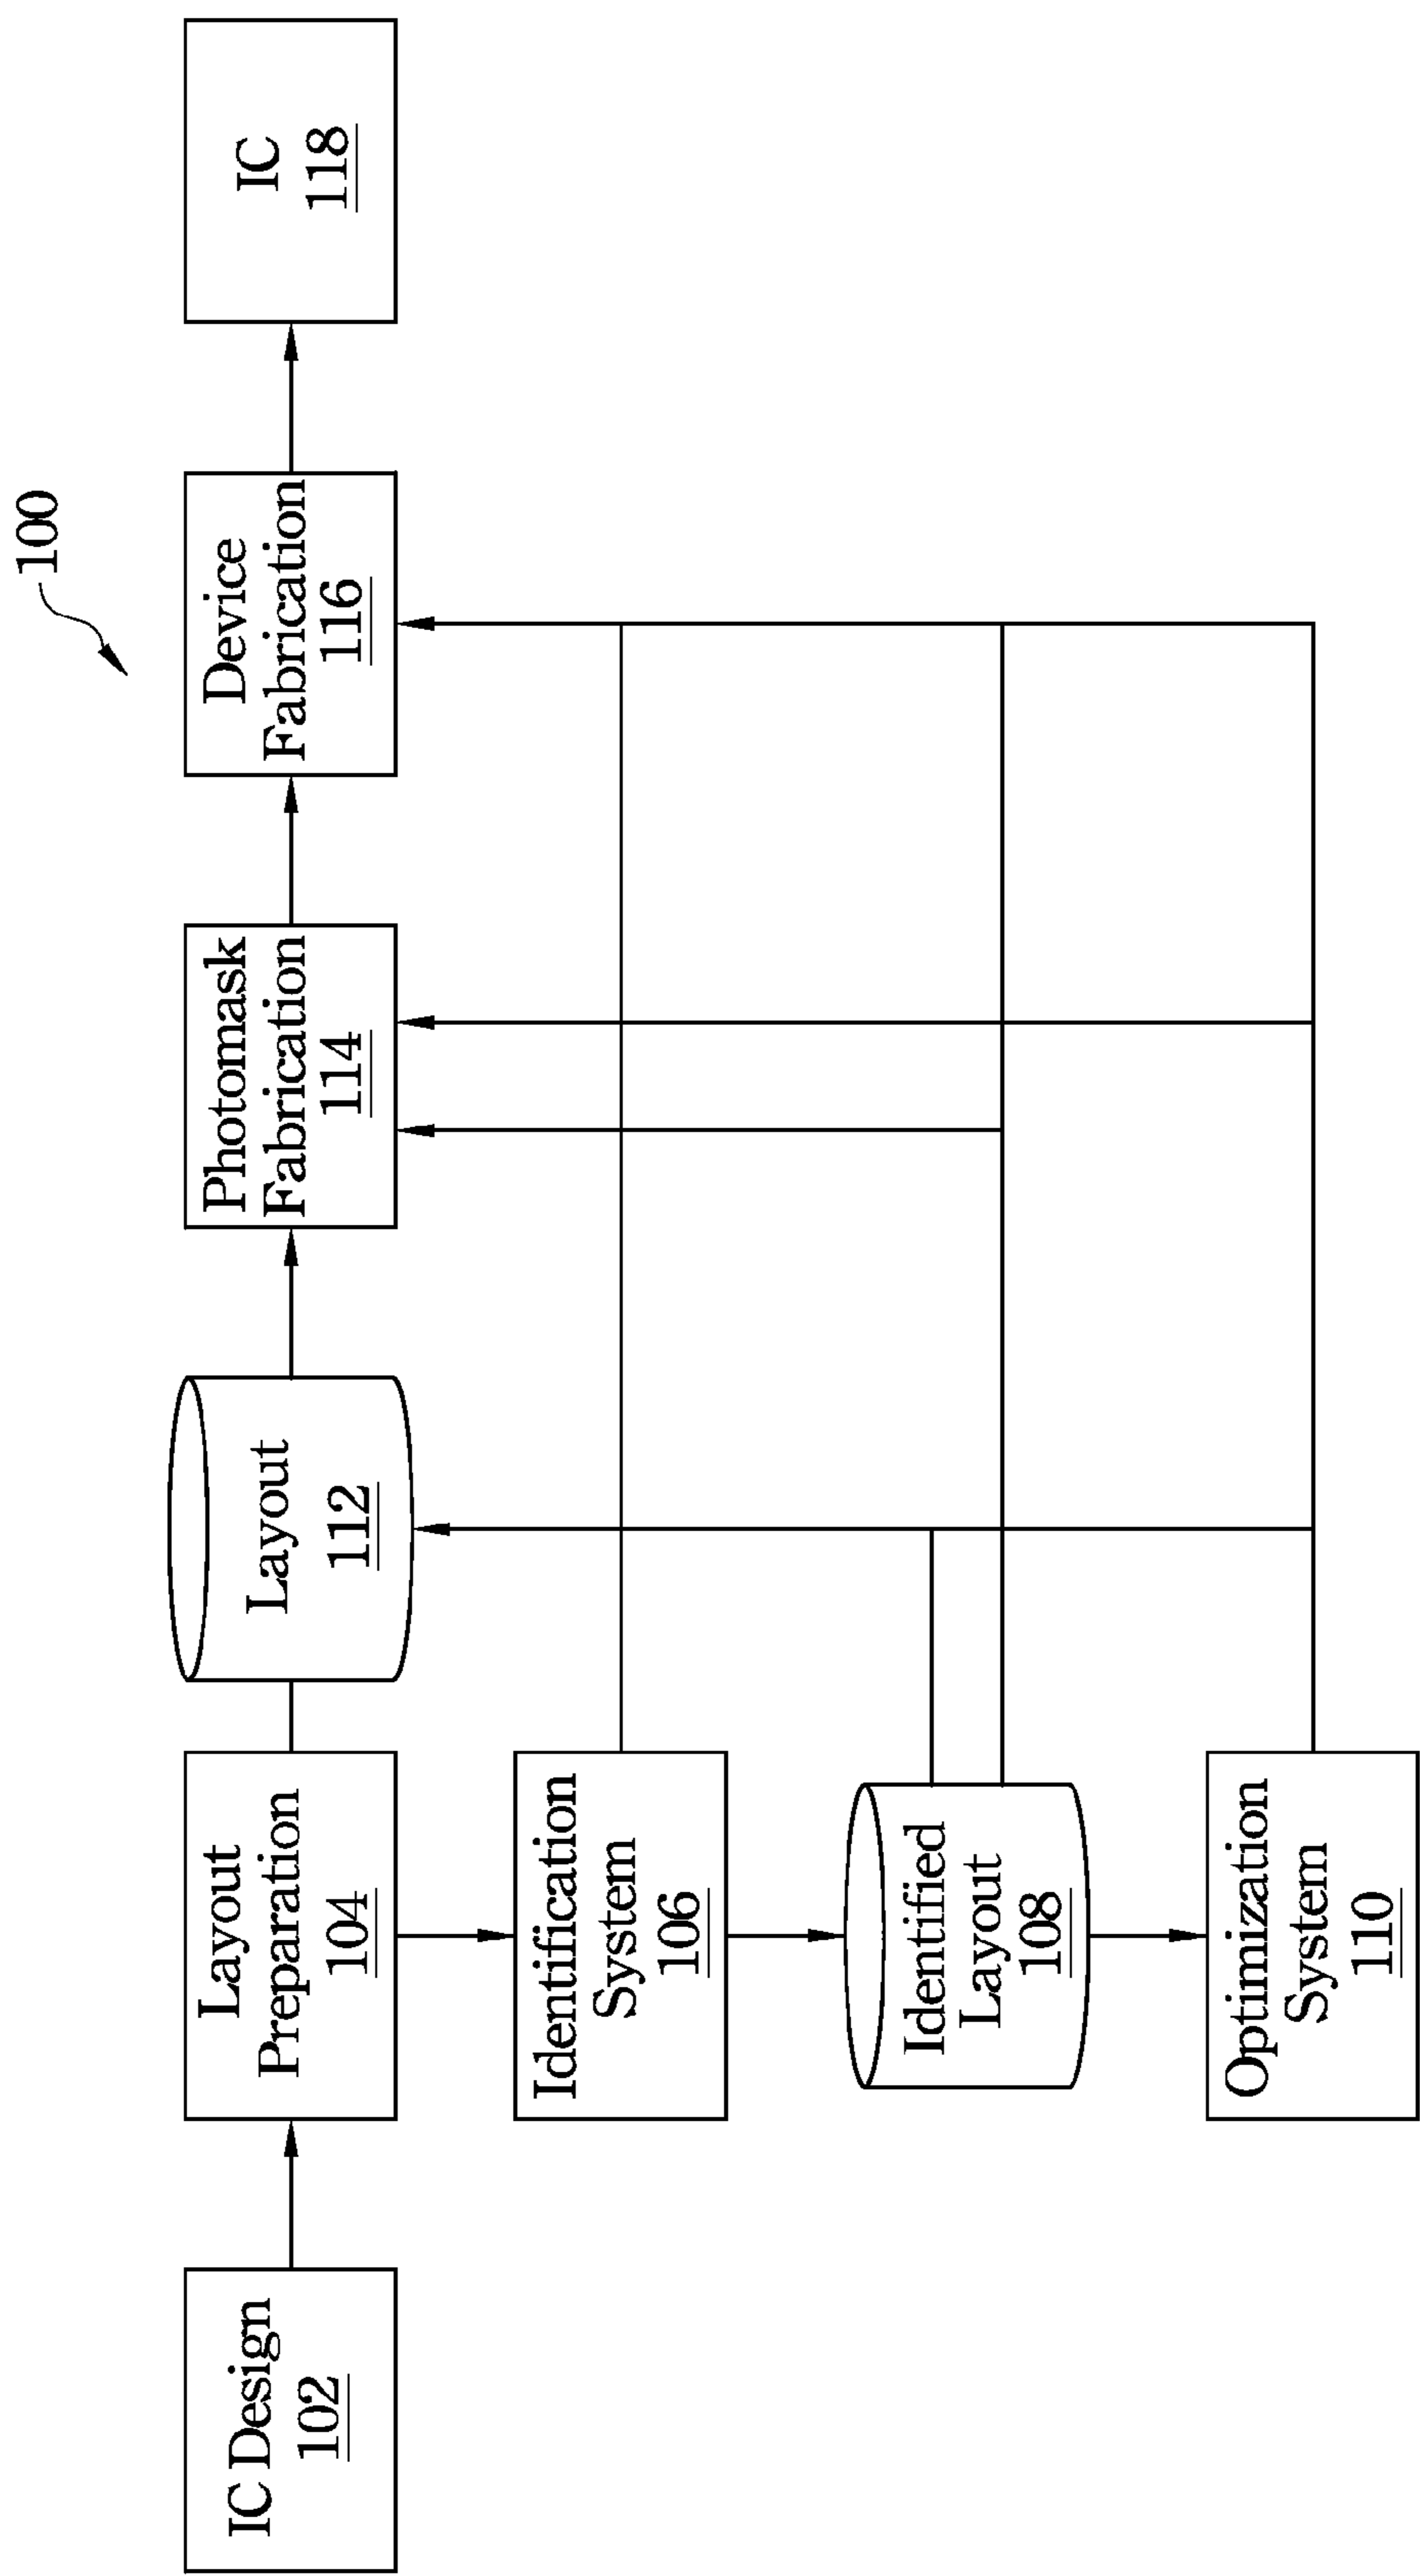 100
IC Design
102
Layout
Preparation
104
Layout
112
Photomask
Fabrication
114
Device
Fabrication
116
IC
118
Identification
System
106
Identified
Layout
108
Optimization
System
110